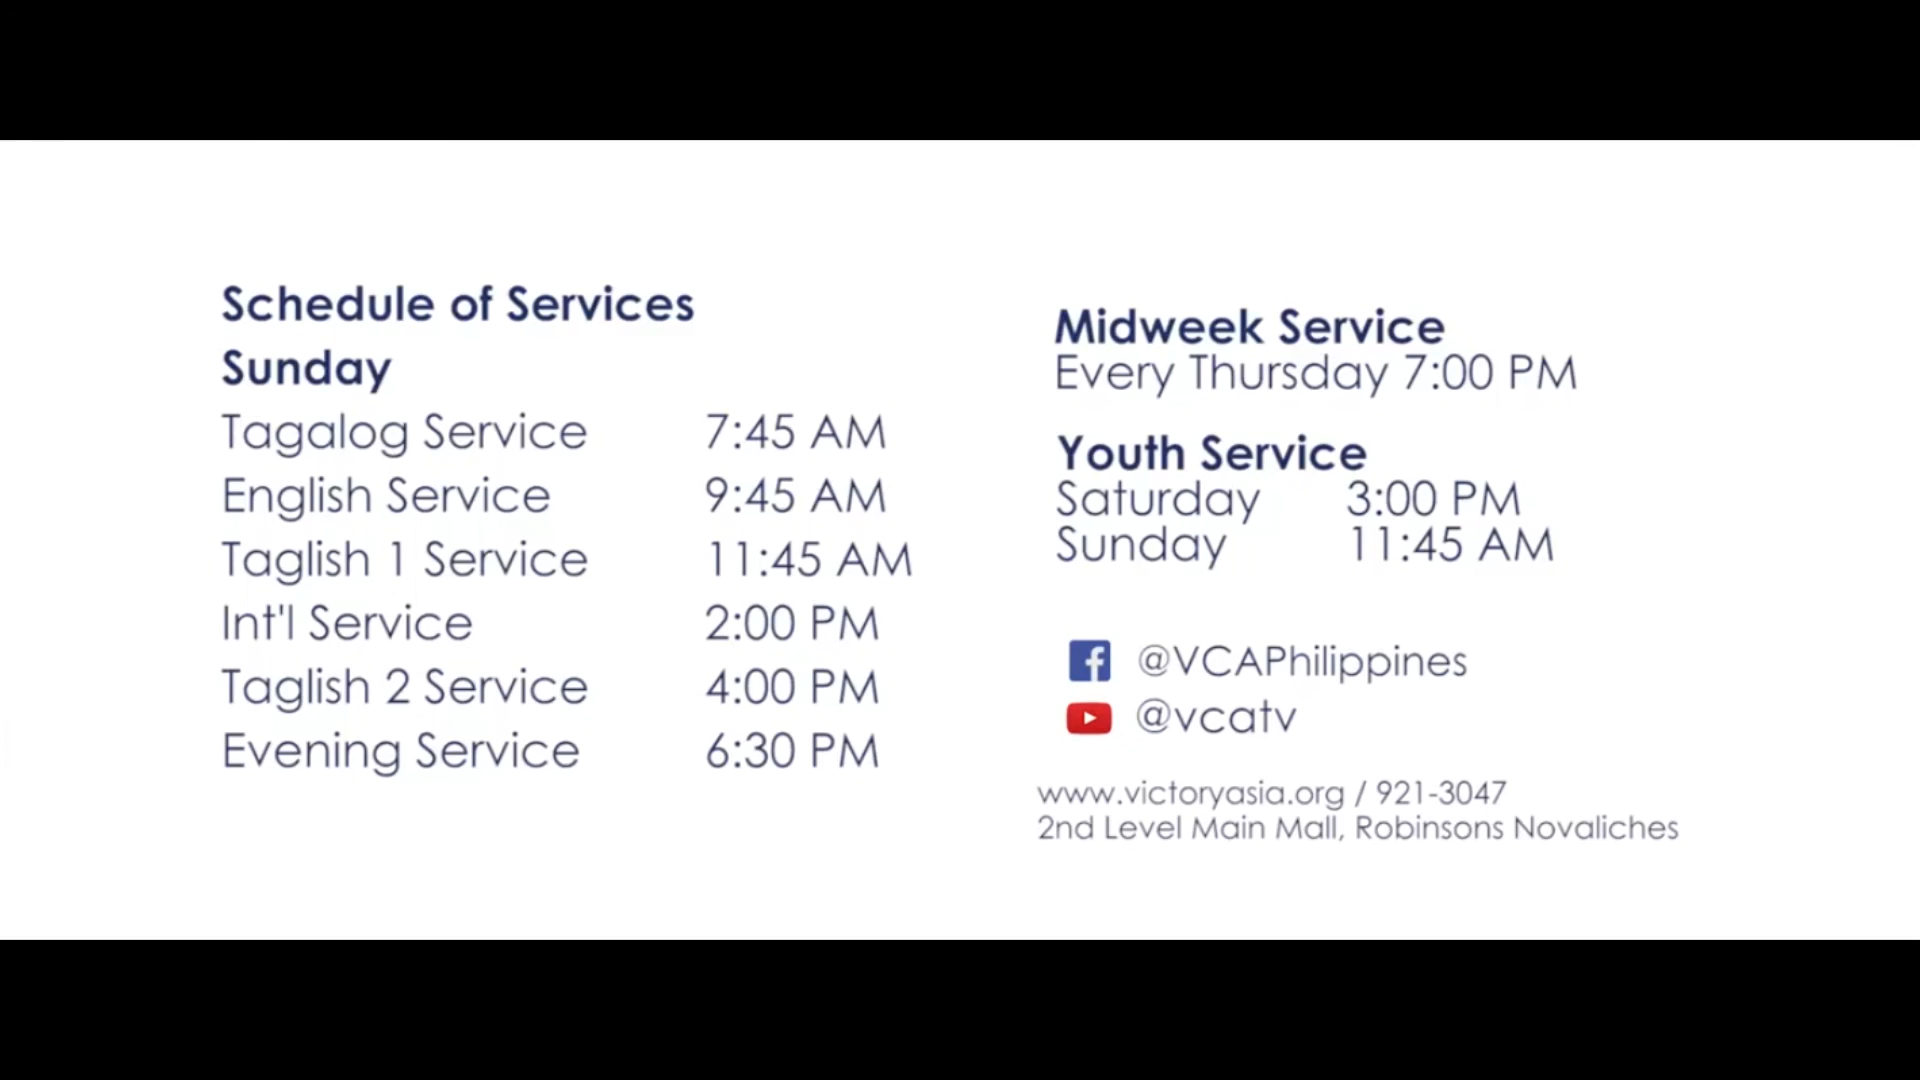 Schedule of Services
Sunday
Tagalog Service 7:45 AM
English Service 9:45 AM
Taglish 1 Service 11:45 AM
Int'l Service 2:00 PM
Taglish 2 Service 4:00 PM
Evening Service 6:30 PM
Midweek Service
Every Thursday 7:00 PM
Youth Service
Saturday 3:00 PM
Sunday 11:45 AM
@VCAPhilippines
@vcatv
www.victoryasia.org / 921-3047
2nd Level Main Mall, Robinsons Novaliches